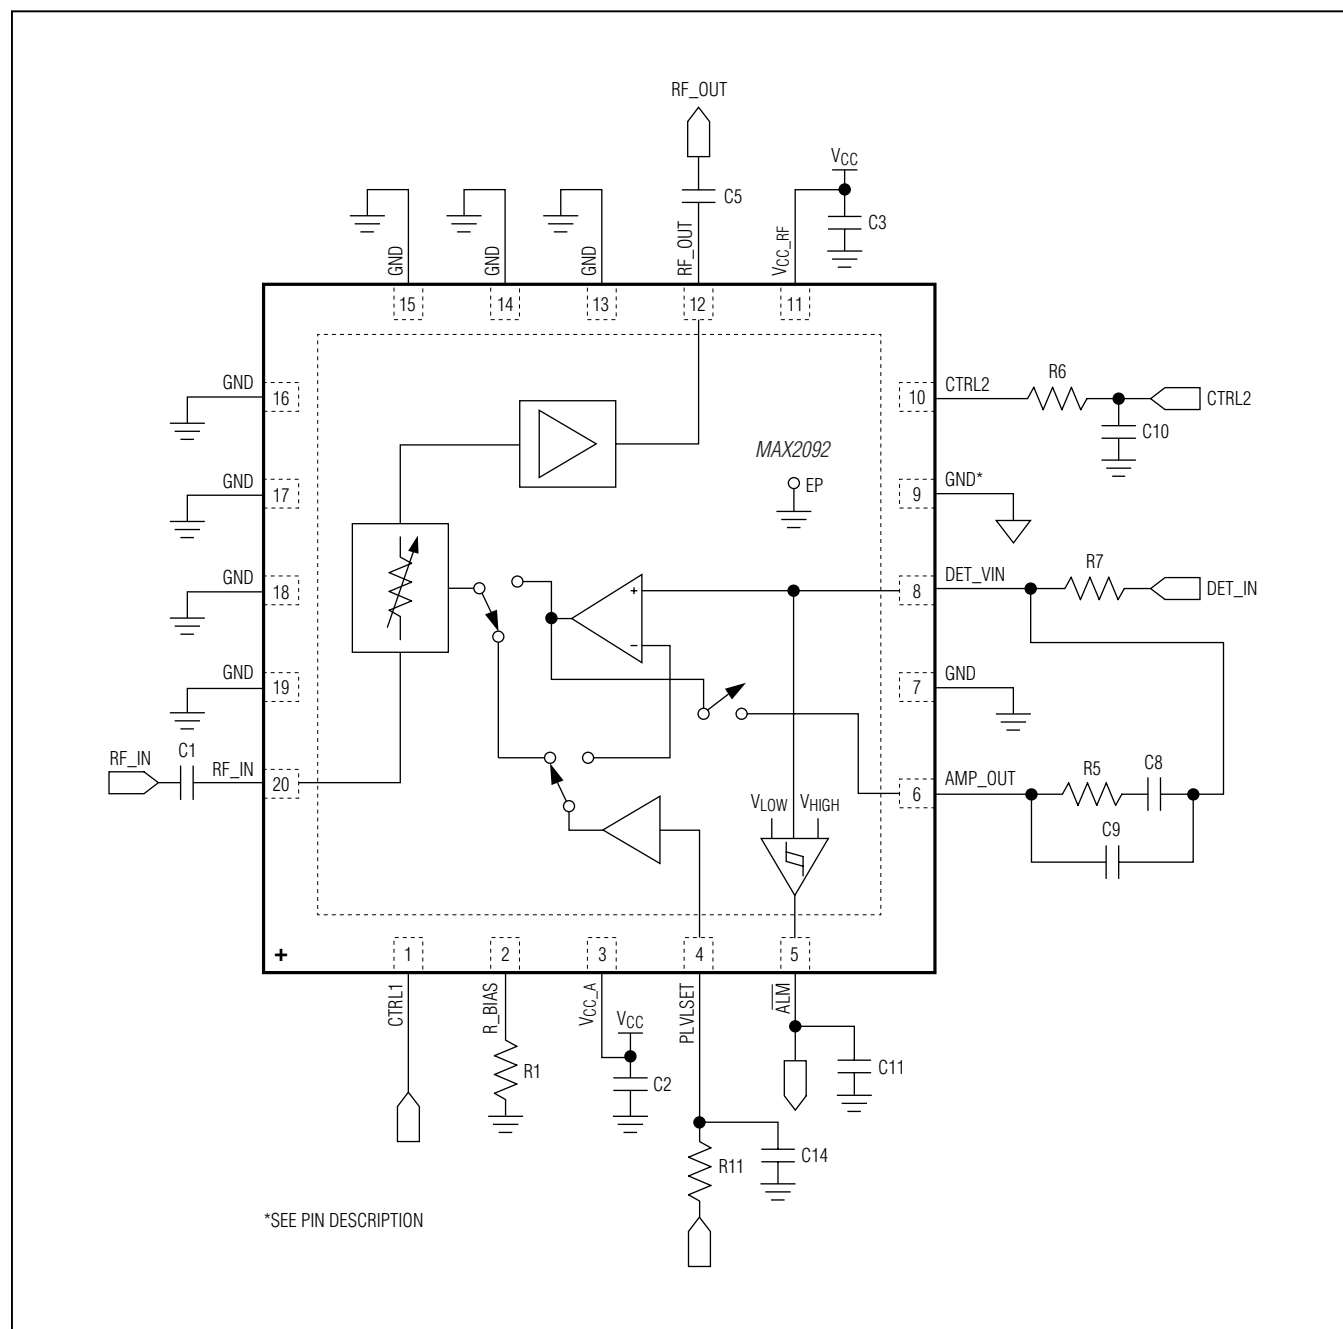 RF_OUT
VCC
C5
C3
GND
GND
GND
RF_OUT
VCC_RF
15
14
13
12
11
GND
16
10
CTRL2
R6
CTRL2
C10
MAX2092
EP
GND
17
9
GND*
GND
18
8
DET_VIN
R7
DET_IN
+
−
GND
19
7
GND
RF_IN
C1
RF_IN
20
6
AMP_OUT
R5
C8
C9
VLOW
VHIGH
+
1
2
3
4
5
CTRL1
R_BIAS
VCC_A
PLVLSET
ALM
VCC
R1
C2
C11
R11
C14
*SEE PIN DESCRIPTION